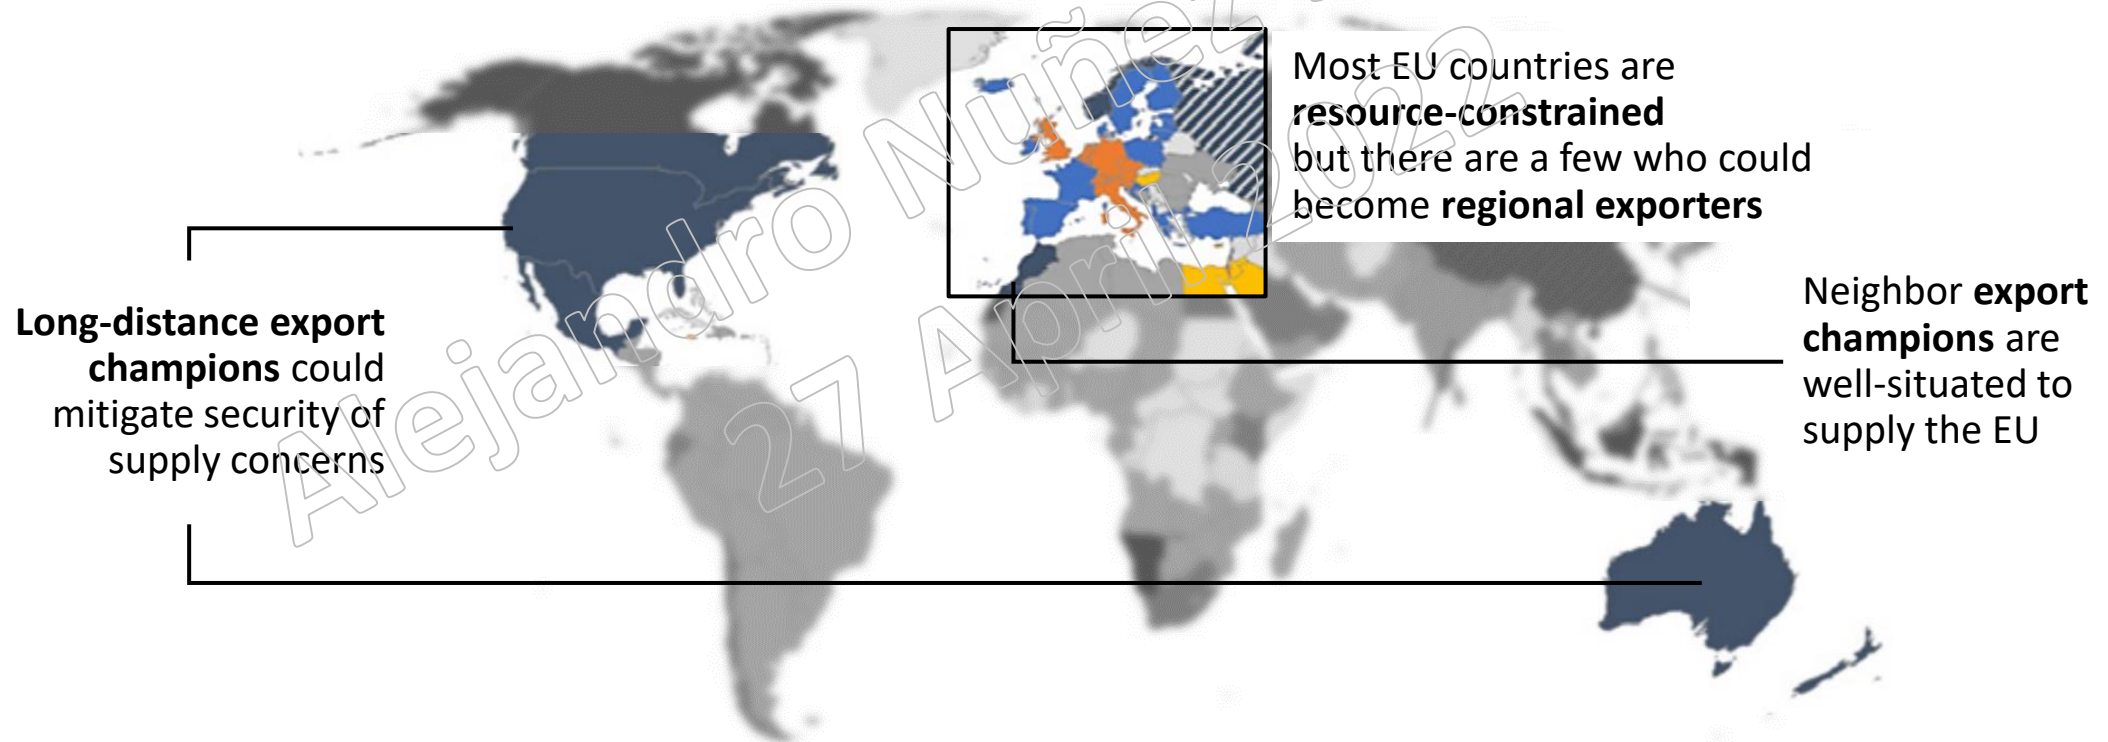 Most EU countries are
resource-constrained
but there are a few who could
become regional exporters
Long-distance export
champions could
mitigate security of
supply concerns
Neighbor export
champions are
well-situated to
supply the EU
Alejandro Nuñez
27 April 2022